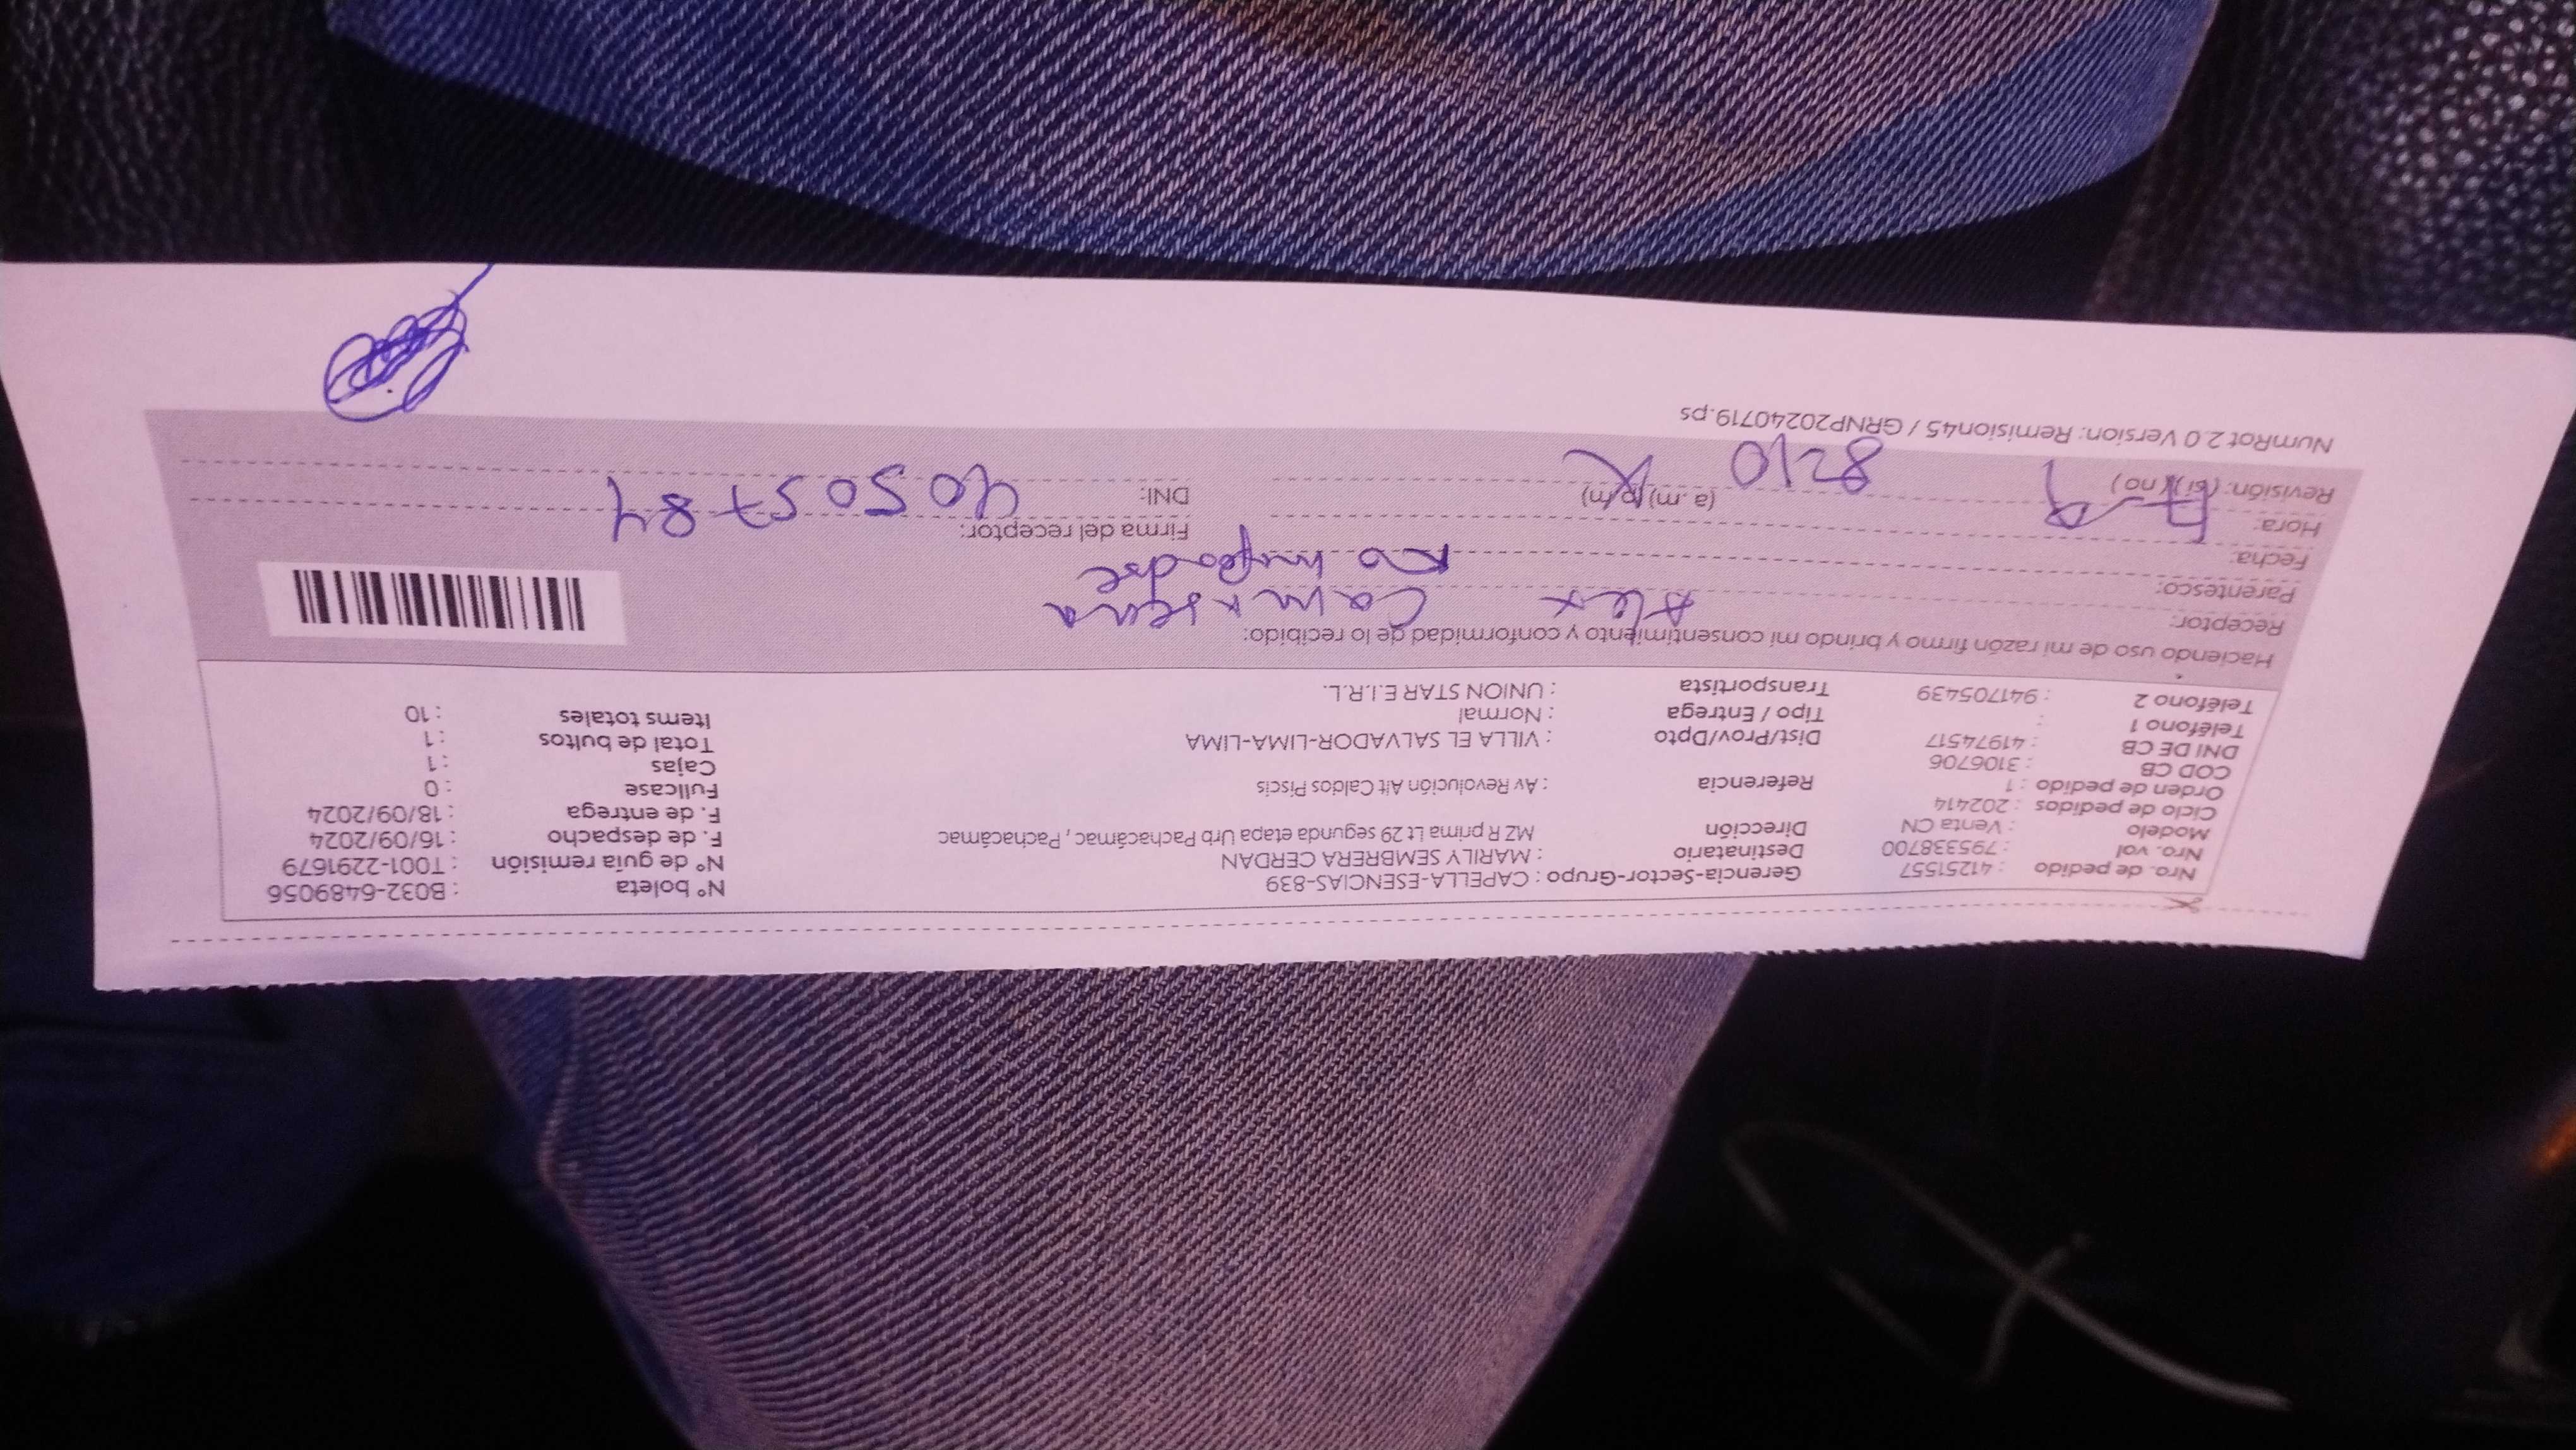 Nro. de pedido : 41251557 Gerencia-Sector-Grupo : CAPELLA-ESENCIAS-839 N° boleta : B032-6489056
Nro. vol : 795338700 Destinatario : MARILY SEMBRERA CERDAN N° de guía remisión : T001-2291679
Modelo : Venta CN Dirección MZ R prima Lt 29 segunda etapa Urb Pachacámac , Pachacámac F. de despacho : 16/09/2024
Ciclo de pedidos : 202414 F. de entrega : 18/09/2024
Orden de pedido : 1 Referencia : Av Revolución Alt Caldos Piscis Fullcase : 0
COD CB : 3106706 Cajas : 1
DNI DE CB : 41974517 Dist/Prov/Dpto : VILLA EL SALVADOR-LIMA-LIMA Total de bultos : 1
Teléfono 1 : Tipo / Entrega : Normal Items totales : 10
Teléfono 2 : 941705439 Transportista : UNION STAR E.I.R.L.
Haciendo uso de mi razón firmo y brindo mi consentimiento y conformidad de lo recibido:
Receptor: Alex
Parentesco:
Fecha: Firma del receptor:
Hora: (a.m) (p.m) DNI: 40505784
Revisión: ( si ) ( no ) 8210
NumRot 2.0 Version: Remision45 / GRNP20240719.ps